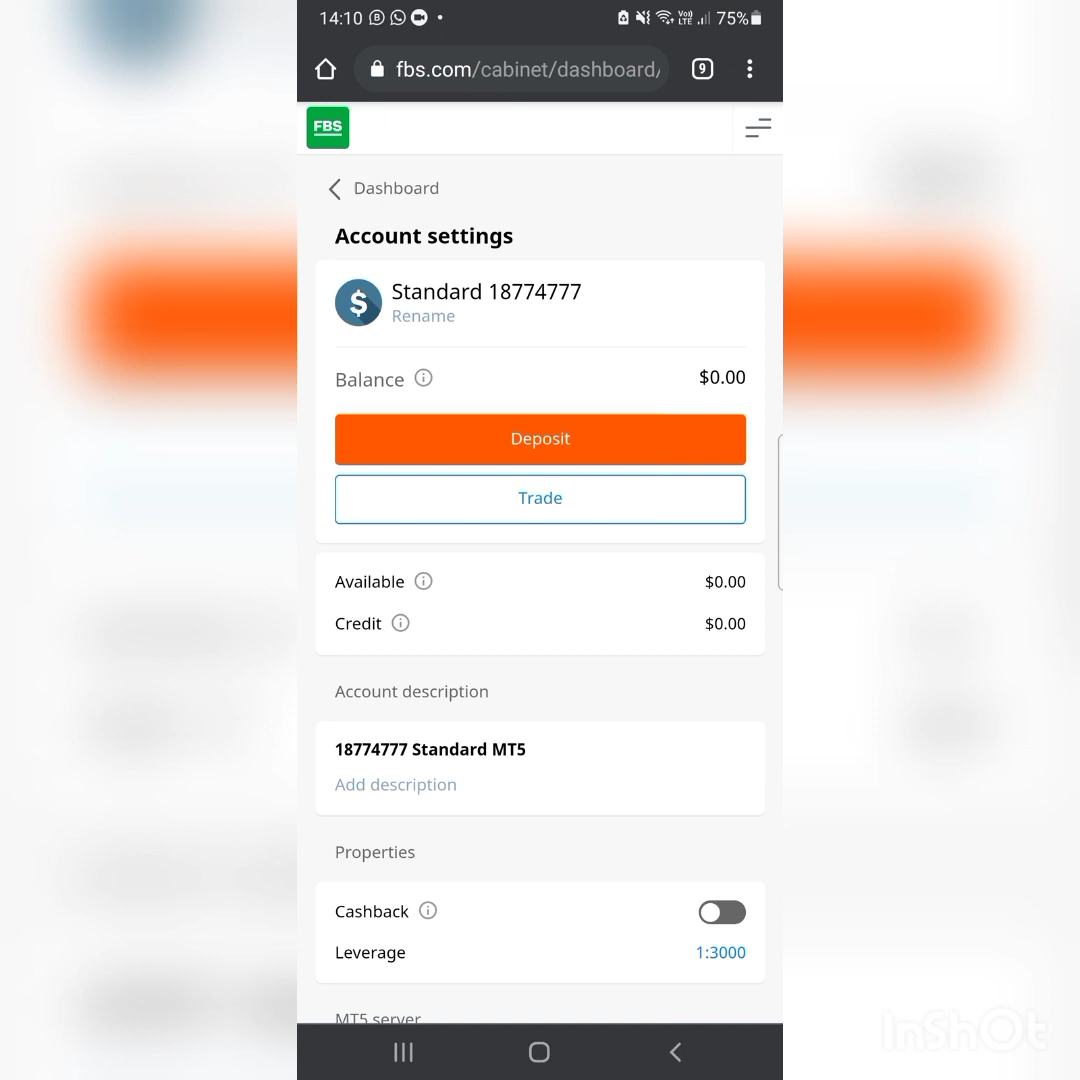 14:10 75%
VoI)
LTE
fbs.com/cabinet/dashboard/ 9
FBS
Dashboard
Account settings
Standard 18774777
Rename
Balance $0.00
Deposit
Trade
Available $0.00
Credit $0.00
Account description
18774777 Standard MT5
Add description
Properties
Cashback
Leverage 1:3000
MT5 server
InShOt